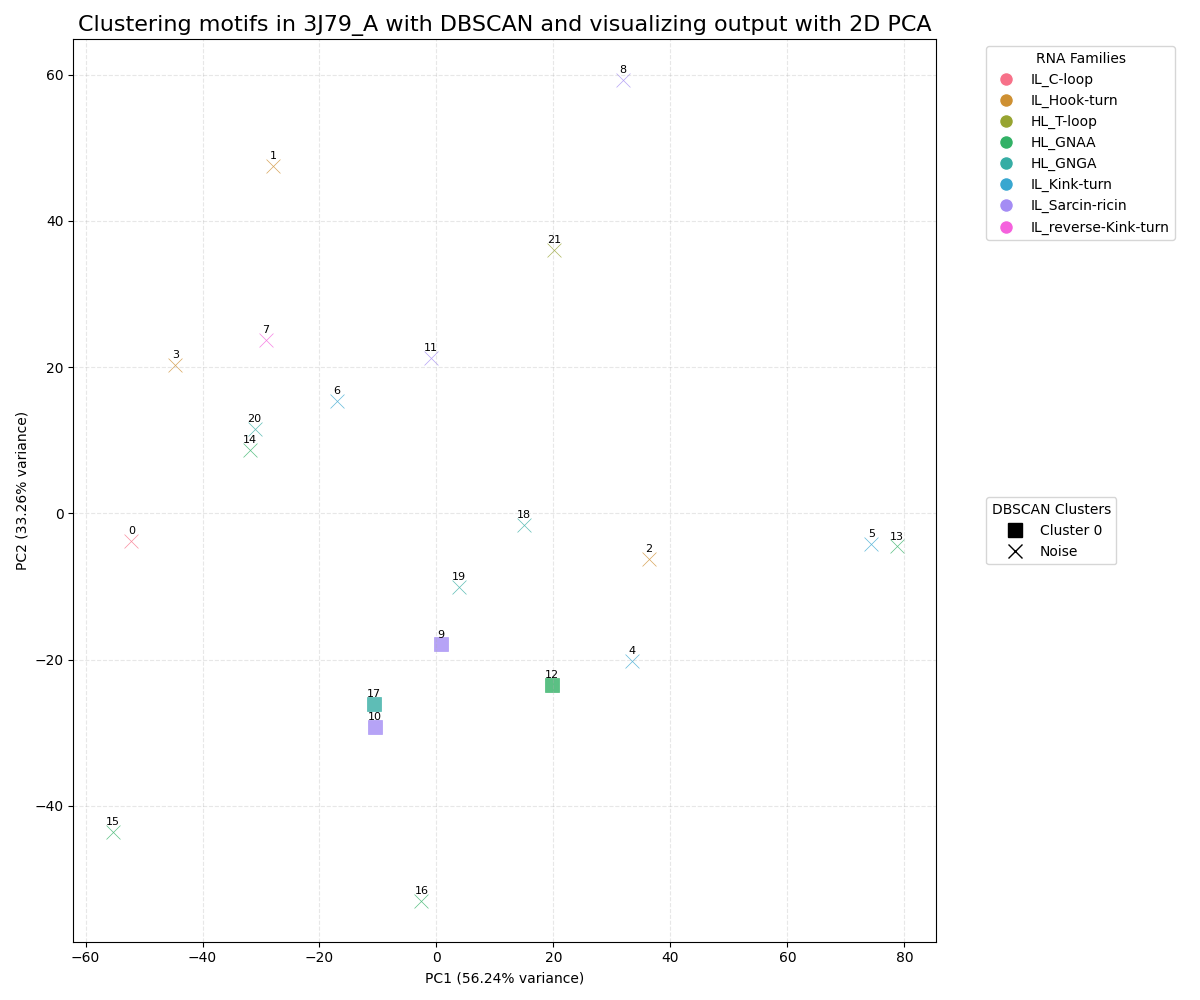 Clustering motifs in 3J79_A with DBSCAN and visualizing output with 2D PCA
RNA Families
IL_C-loop
IL_Hook-turn
HL_T-loop
HL_GNAA
HL_GNGA
IL_Kink-turn
IL_Sarcin-ricin
IL_reverse-Kink-turn
DBSCAN Clusters
Cluster 0
Noise
PC2 (33.26% variance)
60
40
20
0
−20
−40
8
1
21
7
11
3
6
20
14
18
0
5
13
2
19
9
4
12
17
10
15
16
−60
−40
−20
0
20
40
60
80
PC1 (56.24% variance)